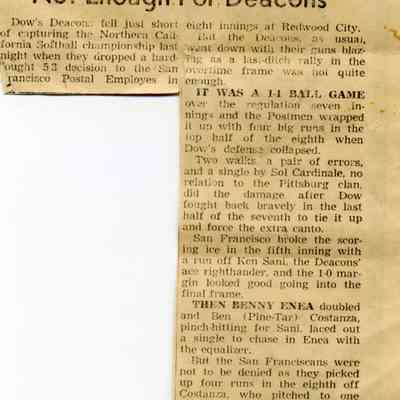 Enough For Deacons
Dow's Deacons fell just short
of capturing the Northern Cali-
fornia Softball championship last
night when they dropped a hard-
fought 5-3 decision to the San
Francisco Postal Employes in
eight innings at Redwood City.
But the Deacons, as usual,
went down with their guns blaz-
ing as a last-ditch rally in the
overtime frame was not quite
enough.
IT WAS A 1-1 BALL GAME
over the regulation seven in-
nings and the Postmen wrapped
it up with four big runs in the
top half of the eighth when
Dow's defense collapsed.
Two walks, a pair of errors,
and a single by Sol Cardinale, no
relation to the Pittsburg clan,
did the damage after Dow
fought back bravely in the last
half of the seventh to tie it up
and force the extra canto.
San Francisco broke the scor-
ing ice in the fifth inning with
a run off Ken Sani, the Deacons'
ace righthander, and the 1-0 mar-
gin looked good going into the
final frame.
THEN BENNY ENEA doubled
and Ben (Pine-Tar) Costanza,
pinch-hitting for Sani, laced out
a single to chase in Enea with
the equalizer.
But the San Franciscans were
not to be denied as they picked
up four runs in the eighth off
Costanza, who pitched to one